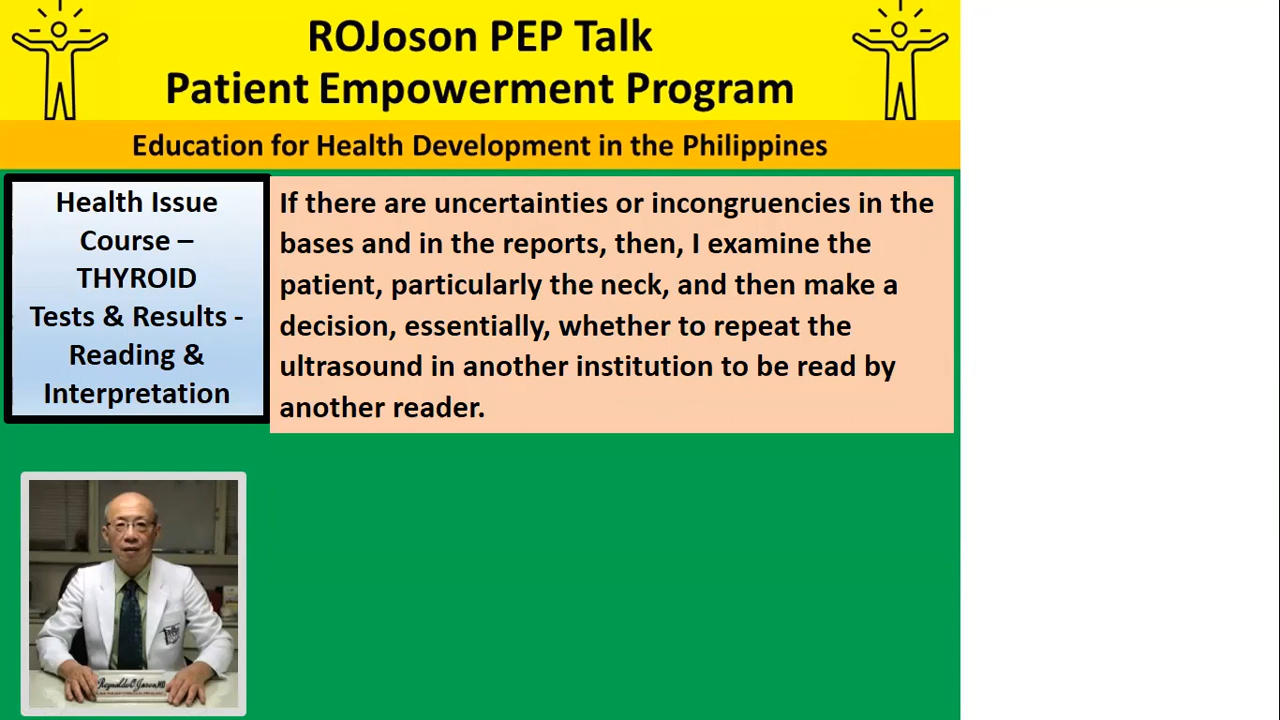 ROJoson PEP Talk
Patient Empowerment Program
Education for Health Development in the Philippines
Health Issue
Course –
THYROID
Tests & Results -
Reading &
Interpretation
If there are uncertainties or incongruencies in the
bases and in the reports, then, I examine the
patient, particularly the neck, and then make a
decision, essentially, whether to repeat the
ultrasound in another institution to be read by
another reader.
Reynaldo O. Joson, MD